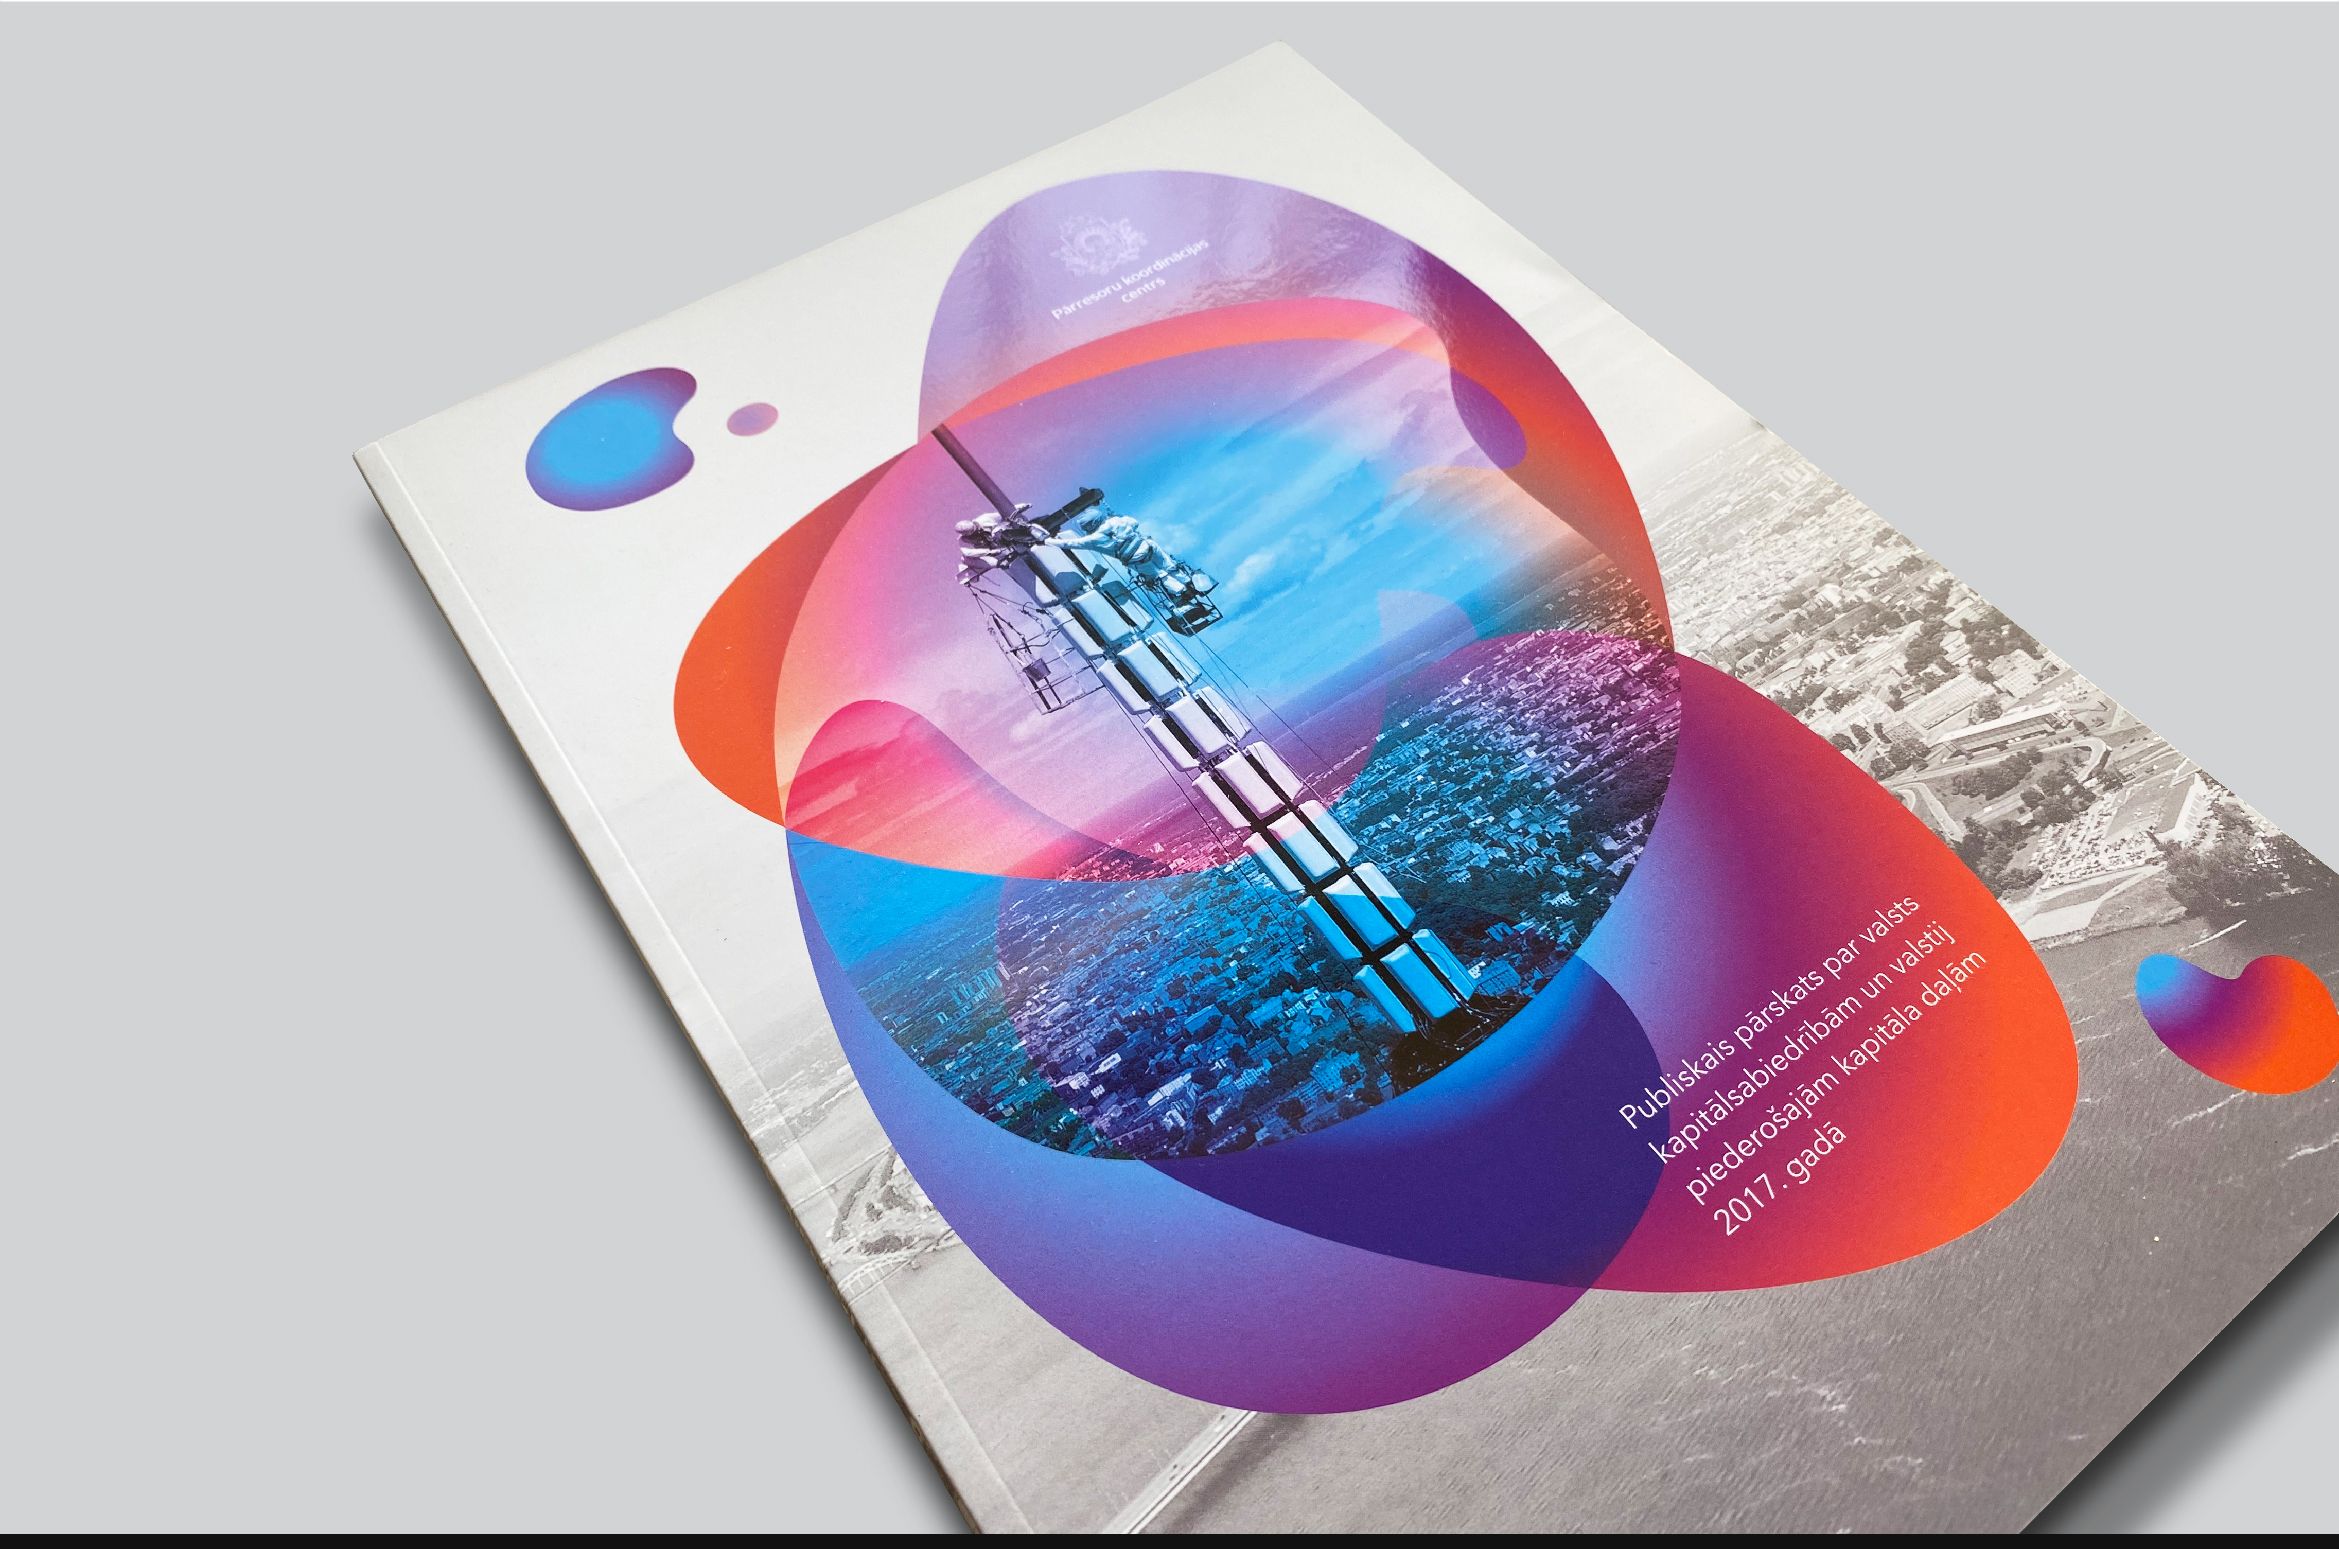 Pārresoru koordinācijas
centrs
Publiskais pārskats par valsts
kapitālsabiedrībām un valstij
piederošajām kapitāla daļām
2017. gadā